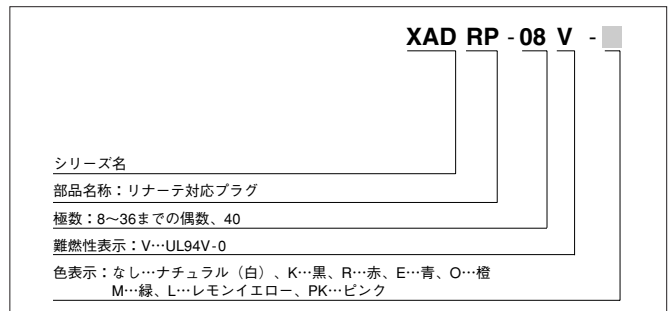 XAD RP - 08 V -
シリーズ名
部品名称：リナーテ対応プラグ
極数：8〜36までの偶数、40
難燃性表示：V…UL94V-0
色表示：なし…ナチュラル（白）、K…黒、R…赤、E…青、O…橙
M…緑、L…レモンイエロー、PK…ピンク